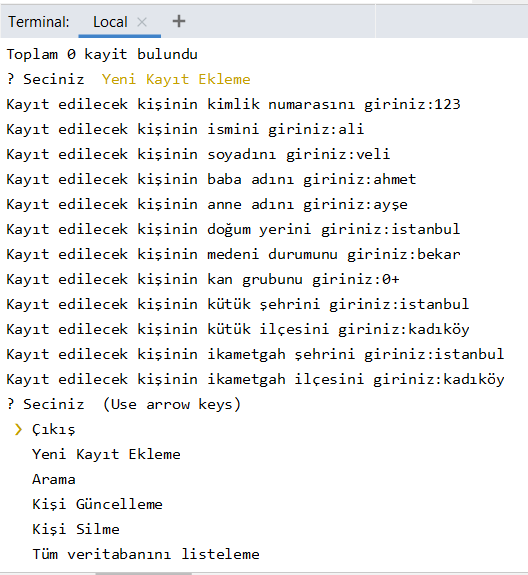 Terminal: Local × +
Toplam 0 kayit bulundu
? Seciniz  Yeni Kayıt Ekleme
Kayıt edilecek kişinin kimlik numarasını giriniz:123
Kayıt edilecek kişinin ismini giriniz:ali
Kayıt edilecek kişinin soyadını giriniz:veli
Kayıt edilecek kişinin baba adını giriniz:ahmet
Kayıt edilecek kişinin anne adını giriniz:ayşe
Kayıt edilecek kişinin doğum yerini giriniz:istanbul
Kayıt edilecek kişinin medeni durumunu giriniz:bekar
Kayıt edilecek kişinin kan grubunu giriniz:0+
Kayıt edilecek kişinin kütük şehrini giriniz:istanbul
Kayıt edilecek kişinin kütük ilçesini giriniz:kadıköy
Kayıt edilecek kişinin ikametgah şehrini giriniz:istanbul
Kayıt edilecek kişinin ikametgah ilçesini giriniz:kadıköy
? Seciniz  (Use arrow keys)
❯ Çıkış
Yeni Kayıt Ekleme
Arama
Kişi Güncelleme
Kişi Silme
Tüm veritabanını listeleme